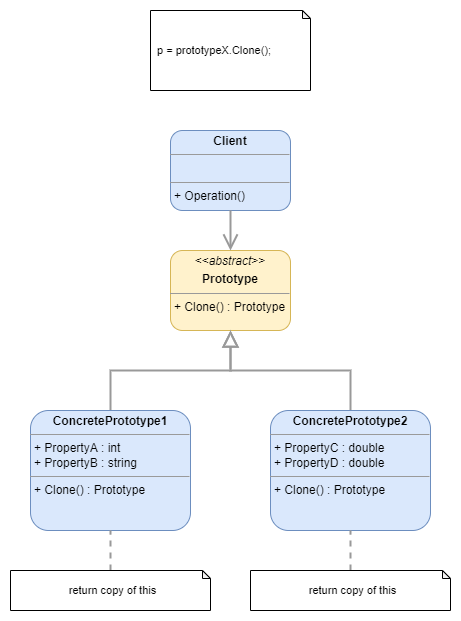 p = prototypeX.Clone();
Client
+ Operation()
<<abstract>>
Prototype
+ Clone() : Prototype
ConcretePrototype1
+ PropertyA : int
+ PropertyB : string
+ Clone() : Prototype
ConcretePrototype2
+ PropertyC : double
+ PropertyD : double
+ Clone() : Prototype
return copy of this
return copy of this